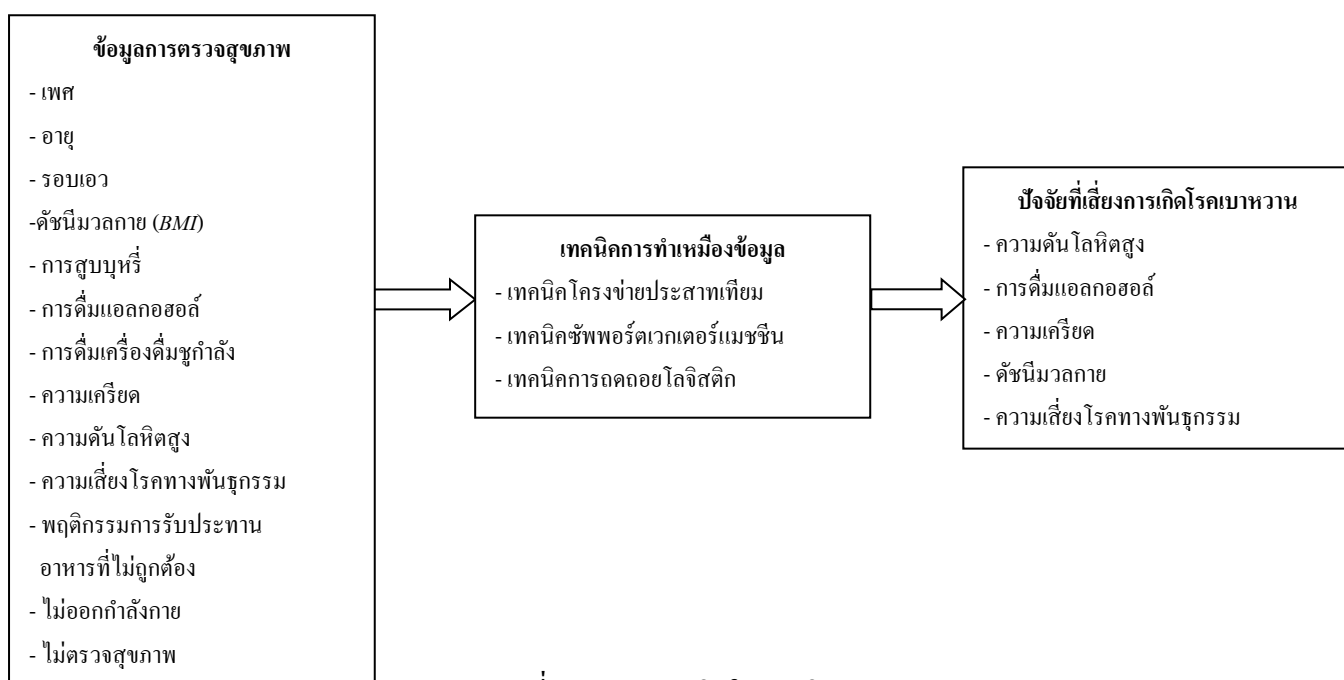 ข้อมูลการตรวจสุขภาพ
- เพศ
- อายุ
- รอบเอว
-ดัชนีมวลกาย (BMI)
- การสูบบุหรี่
- การดื่มแอลกอฮอล์
- การดื่มเครื่องดื่มชูกำลัง
- ความเครียด
- ความดันโลหิตสูง
- ความเสี่ยงโรคทางพันธุกรรม
- พฤติกรรมการรับประทาน
อาหารที่ไม่ถูกต้อง
- ไม่ออกกำลังกาย
- ไม่ตรวจสุขภาพ
เทคนิคการทำเหมืองข้อมูล
- เทคนิคโครงข่ายประสาทเทียม
- เทคนิคซัพพอร์ตเวกเตอร์แมชชีน
- เทคนิคการถดถอยโลจิสติก
ปัจจัยที่เสี่ยงการเกิดโรคเบาหวาน
- ความดันโลหิตสูง
- การดื่มแอลกอฮอล์
- ความเครียด
- ดัชนีมวลกาย
- ความเสี่ยงโรคทางพันธุกรรม